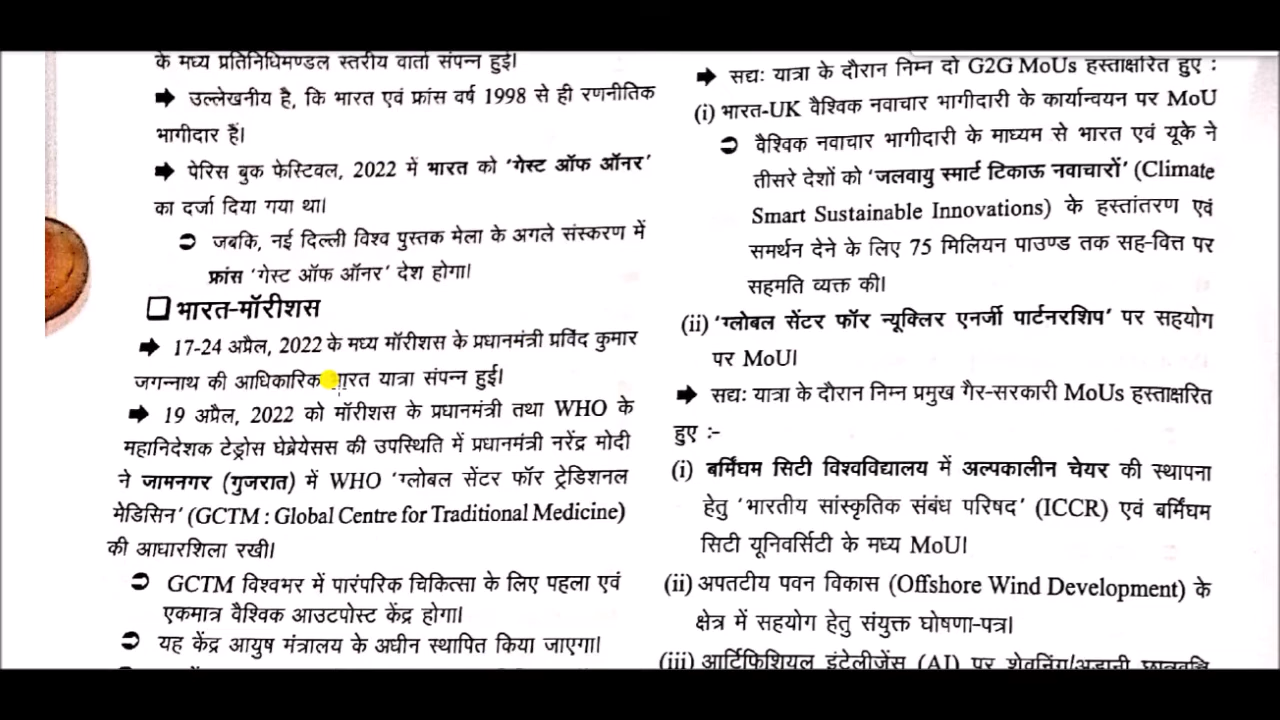 के मध्य प्रतिनिधिमण्डल स्तरीय वार्ता संपन्न हुई।
➡ उल्लेखनीय है, कि भारत एवं फ्रांस वर्ष 1998 से ही रणनीतिक
भागीदार हैं।
➡ पेरिस बुक फेस्टिवल, 2022 में भारत को ‘गेस्ट ऑफ ऑनर’
का दर्जा दिया गया था।
➲ जबकि, नई दिल्ली विश्व पुस्तक मेला के अगले संस्करण में
फ्रांस ‘गेस्ट ऑफ ऑनर’ देश होगा।
❑ भारत-मॉरीशस
➡ 17-24 अप्रैल, 2022 के मध्य मॉरीशस के प्रधानमंत्री प्रविंद कुमार
जगन्नाथ की आधिकारिक भारत यात्रा संपन्न हुई।
➡ 19 अप्रैल, 2022 को मॉरीशस के प्रधानमंत्री तथा WHO के
महानिदेशक टेड्रोस घेब्रेयेसस की उपस्थिति में प्रधानमंत्री नरेंद्र मोदी
ने जामनगर (गुजरात) में WHO ‘ग्लोबल सेंटर फॉर ट्रेडिशनल
मेडिसिन’ (GCTM : Global Centre for Traditional Medicine)
की आधारशिला रखी।
➲ GCTM विश्वभर में पारंपरिक चिकित्सा के लिए पहला एवं
एकमात्र वैश्विक आउटपोस्ट केंद्र होगा।
➲ यह केंद्र आयुष मंत्रालय के अधीन स्थापित किया जाएगा।
➡ सद्यः यात्रा के दौरान निम्न दो G2G MoUs हस्ताक्षरित हुए :
(i) भारत-UK वैश्विक नवाचार भागीदारी के कार्यान्वयन पर MoU
➲ वैश्विक नवाचार भागीदारी के माध्यम से भारत एवं यूके ने
तीसरे देशों को ‘जलवायु स्मार्ट टिकाऊ नवाचारों’ (Climate
Smart Sustainable Innovations) के हस्तांतरण एवं
समर्थन देने के लिए 75 मिलियन पाउण्ड तक सह-वित्त पर
सहमति व्यक्त की।
(ii) ‘ग्लोबल सेंटर फॉर न्यूक्लिर एनर्जी पार्टनरशिप’ पर सहयोग
पर MoU।
➡ सद्यः यात्रा के दौरान निम्न प्रमुख गैर-सरकारी MoUs हस्ताक्षरित
हुए :-
(i) बर्मिंघम सिटी विश्वविद्यालय में अल्पकालीन चेयर की स्थापना
हेतु ‘भारतीय सांस्कृतिक संबंध परिषद’ (ICCR) एवं बर्मिंघम
सिटी यूनिवर्सिटी के मध्य MoU।
(ii) अपतटीय पवन विकास (Offshore Wind Development) के
क्षेत्र में सहयोग हेतु संयुक्त घोषणा-पत्र।
(iii) आर्टिफिशियल इंटेलीजेंस (AI) पर शेवनिंग/अडानी छात्रवृत्ति